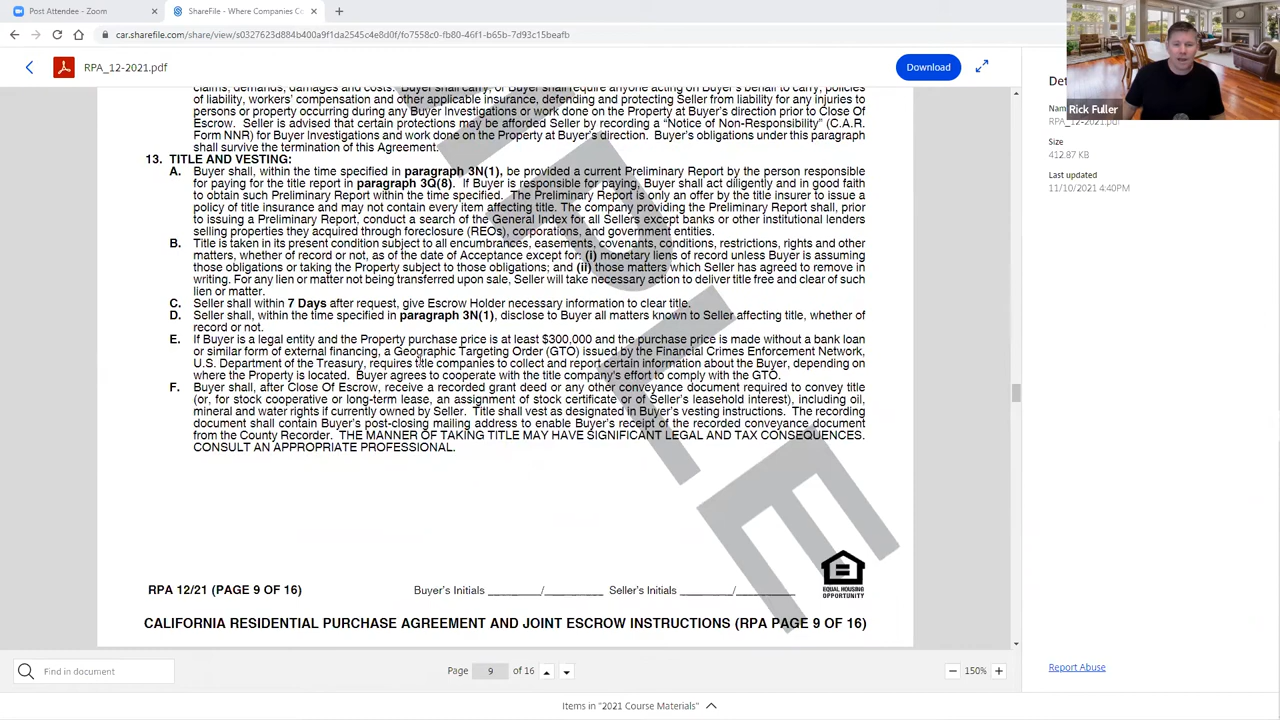 Post Attendee - Zoom
ShareFile - Where Companies Co
car.sharefile.com/share/view/s0327623d884b400a9f1da2545c4e8d0f/fo7558c0-fb80-46f1-b65b-7d93c15beafb
RPA_12-2021.pdf
Download
claims, demands, damages and costs. Buyer shall carry, or Buyer shall require anyone acting on Buyer's behalf to carry, policies
of liability, workers' compensation and other applicable insurance, defending and protecting Seller from liability for any injuries to
persons or property occurring during any Buyer Investigations or work done on the Property at Buyer's direction prior to Close Of
Escrow. Seller is advised that certain protections may be afforded Seller by recording a "Notice of Non-Responsibility" (C.A.R.
Form NNR) for Buyer Investigations and work done on the Property at Buyer's direction. Buyer's obligations under this paragraph
shall survive the termination of this Agreement.
13. TITLE AND VESTING:
A. Buyer shall, within the time specified in paragraph 3N(1), be provided a current Preliminary Report by the person responsible
for paying for the title report in paragraph 3Q(8). If Buyer is responsible for paying, Buyer shall act diligently and in good faith
to obtain such Preliminary Report within the time specified. The Preliminary Report is only an offer by the title insurer to issue a
policy of title insurance and may not contain every item affecting title. The company providing the Preliminary Report shall, prior
to issuing a Preliminary Report, conduct a search of the General Index for all Sellers except banks or other institutional lenders
selling properties they acquired through foreclosure (REOs), corporations, and government entities.
B. Title is taken in its present condition subject to all encumbrances, easements, covenants, conditions, restrictions, rights and other
matters, whether of record or not, as of the date of Acceptance except for: (i) monetary liens of record unless Buyer is assuming
those obligations or taking the Property subject to those obligations; and (ii) those matters which Seller has agreed to remove in
writing. For any lien or matter not being transferred upon sale, Seller will take necessary action to deliver title free and clear of such
lien or matter.
C. Seller shall within 7 Days after request, give Escrow Holder necessary information to clear title.
D. Seller shall, within the time specified in paragraph 3N(1), disclose to Buyer all matters known to Seller affecting title, whether of
record or not.
E. If Buyer is a legal entity and the Property purchase price is at least $300,000 and the purchase price is made without a bank loan
or similar form of external financing, a Geographic Targeting Order (GTO) issued by the Financial Crimes Enforcement Network,
U.S. Department of the Treasury, requires title companies to collect and report certain information about the Buyer, depending on
where the Property is located. Buyer agrees to cooperate with the title company's effort to comply with the GTO.
F. Buyer shall, after Close Of Escrow, receive a recorded grant deed or any other conveyance document required to convey title
(or, for stock cooperative or long-term lease, an assignment of stock certificate or of Seller's leasehold interest), including oil,
mineral and water rights if currently owned by Seller. Title shall vest as designated in Buyer's vesting instructions. The recording
document shall contain Buyer's post-closing mailing address to enable Buyer's receipt of the recorded conveyance document
from the County Recorder. THE MANNER OF TAKING TITLE MAY HAVE SIGNIFICANT LEGAL AND TAX CONSEQUENCES.
CONSULT AN APPROPRIATE PROFESSIONAL.
EQUAL HOUSING
OPPORTUNITY
RPA 12/21 (PAGE 9 OF 16) Buyer's Initials ________/________ Seller's Initials ________/________
CALIFORNIA RESIDENTIAL PURCHASE AGREEMENT AND JOINT ESCROW INSTRUCTIONS (RPA PAGE 9 OF 16)
Find in document
Page 9 of 16
150%
Items in "2021 Course Materials"
Rick Fuller
RPA_12-2021.pdf
Size
412.87 KB
Last updated
11/10/2021 4:40PM
Report Abuse